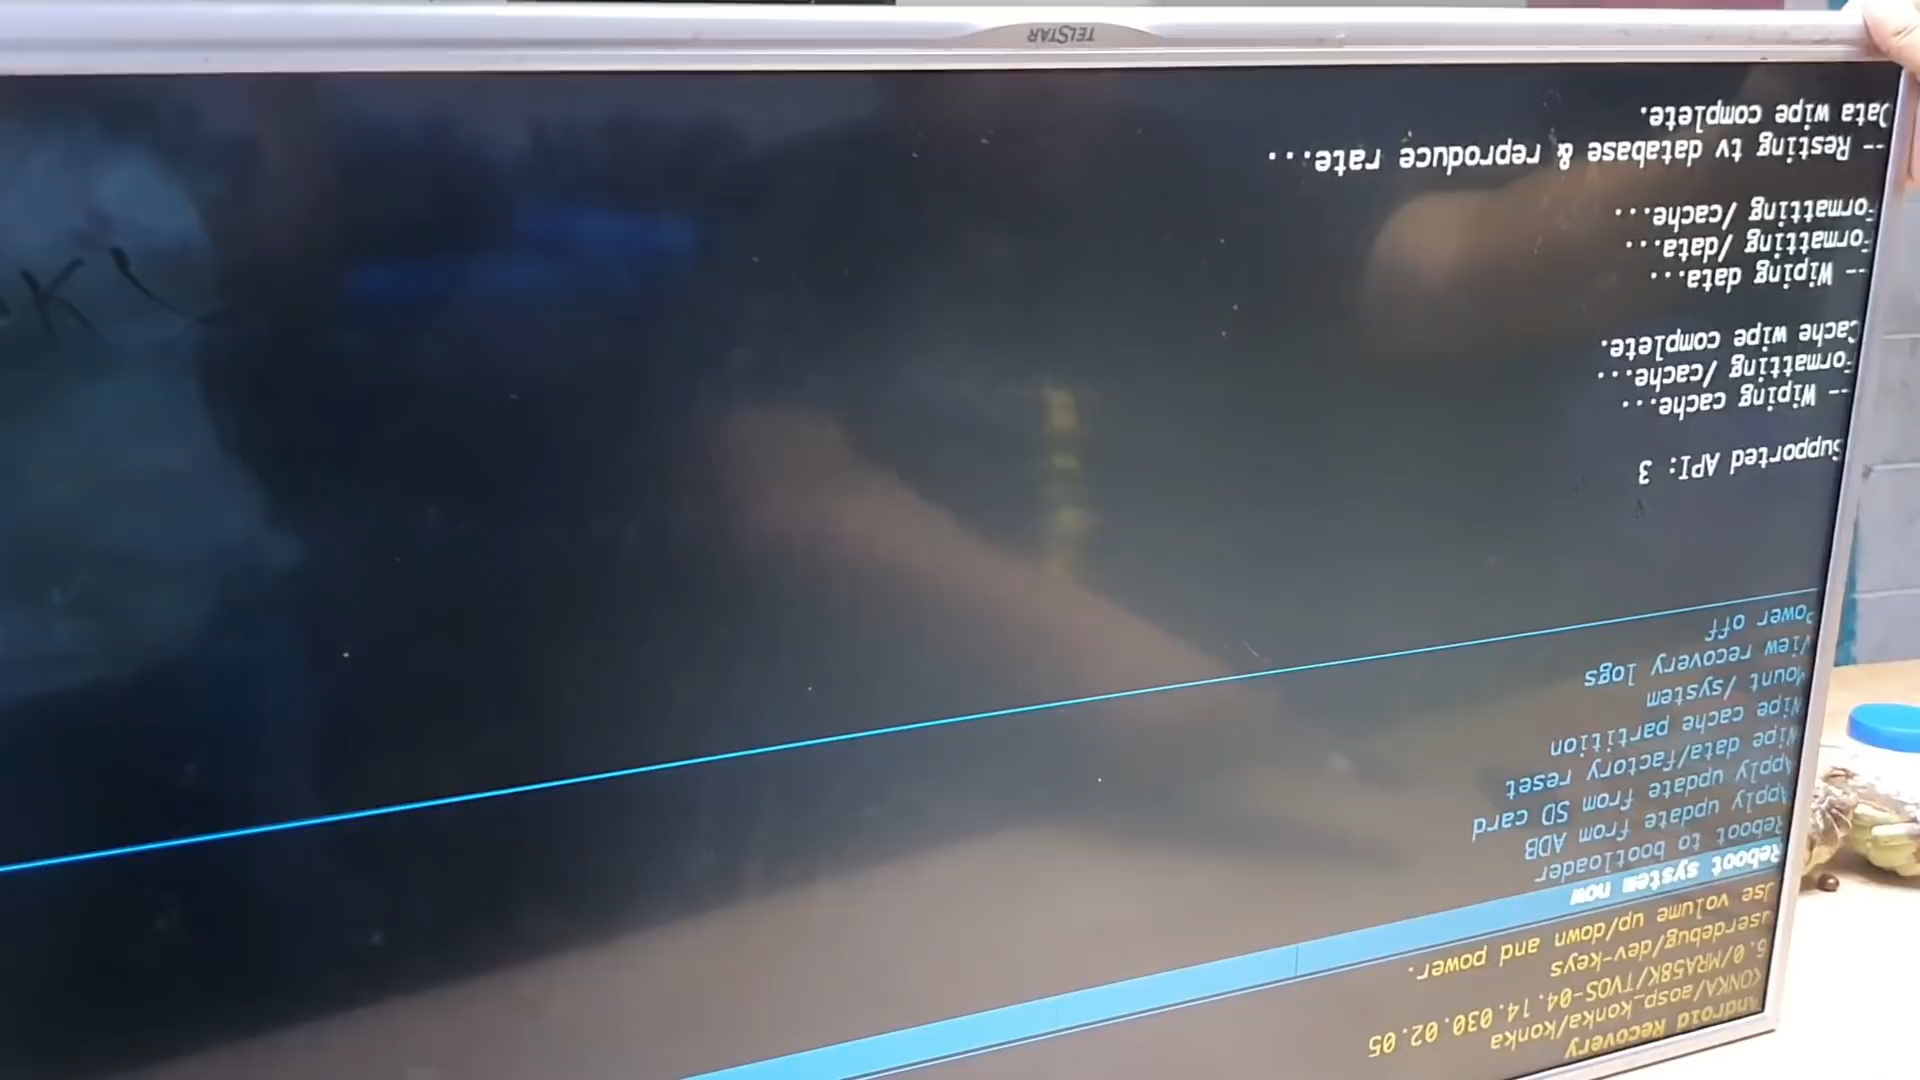 Android Recovery
KONKA/aosp_konka/konka
6.0/MRA58K/TVOS-04.14.030.02.05
userdebug/dev-keys
Use volume up/down and power.
Reboot system now
Reboot to bootloader
Apply update from ADB
Apply update from SD card
Wipe data/factory reset
Wipe cache partition
Mount /system
View recovery logs
Power off
Supported API: 3
-- Wiping cache...
Formatting /cache...
Cache wipe complete.
-- Wiping data...
Formatting /data...
Formatting /cache...
-- Resting tv database & reproduce rate...
Data wipe complete.
TELSTAR